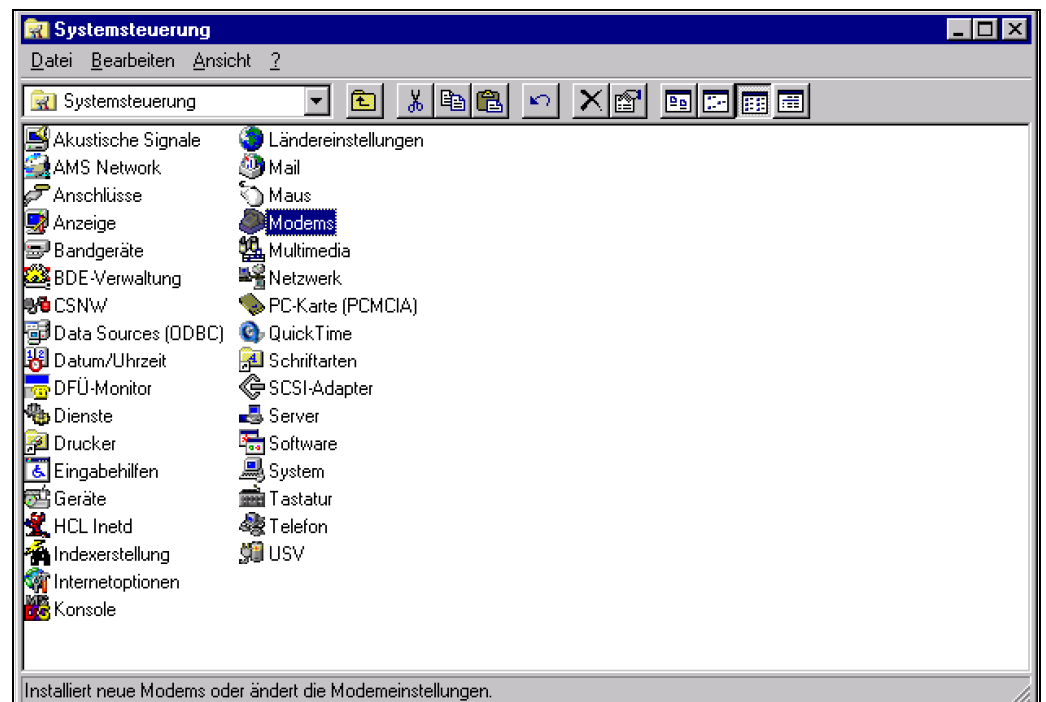 Systemsteuerung
Datei Bearbeiten Ansicht ?
Systemsteuerung
Akustische Signale
AMS Network
Anschlüsse
Anzeige
Bandgeräte
BDE-Verwaltung
CSNW
Data Sources (ODBC)
Datum/Uhrzeit
DFÜ-Monitor
Dienste
Drucker
Eingabehilfen
Geräte
HCL Inetd
Indexerstellung
Internetoptionen
Konsole
Ländereinstellungen
Mail
Maus
Modems
Multimedia
Netzwerk
PC-Karte (PCMCIA)
QuickTime
Schriftarten
SCSI-Adapter
Server
Software
System
Tastatur
Telefon
USV
Installiert neue Modems oder ändert die Modemeinstellungen.